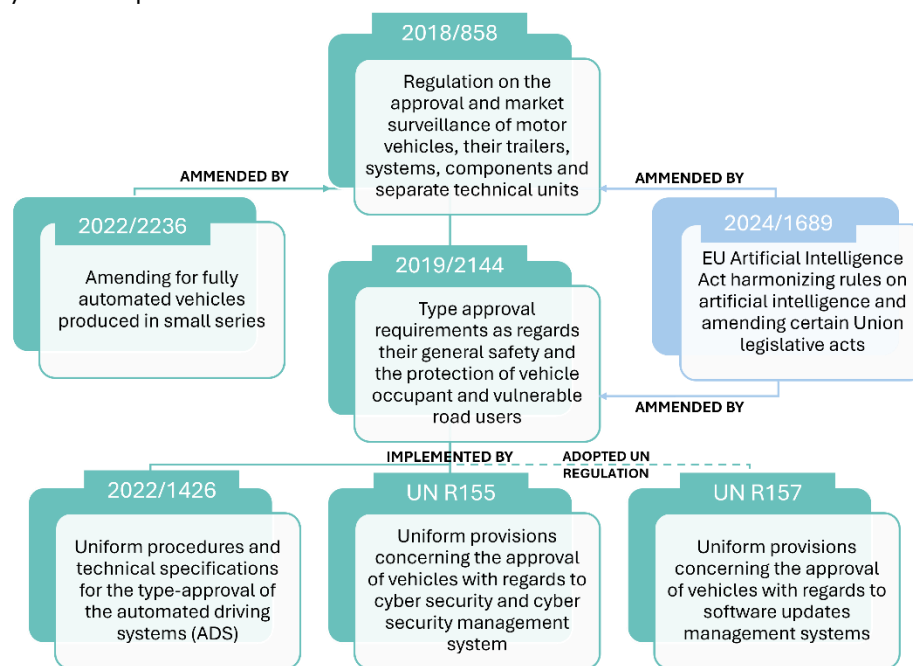 2018/858
Regulation on the
approval and market
surveillance of motor
vehicles, their trailers,
systems, components and
separate technical units
AMMENDED BY
AMMENDED BY
2022/2236
Amending for fully
automated vehicles
produced in small series
2019/2144
Type approval
requirements as regards
their general safety and
the protection of vehicle
occupant and vulnerable
road users
2024/1689
EU Artificial Intelligence
Act harmonizing rules on
artificial intelligence and
amending certain Union
legislative acts
AMMENDED BY
IMPLEMENTED BY
ADOPTED UN
REGULATION
2022/1426
Uniform procedures and
technical specifications
for the type-approval of
the automated driving
systems (ADS)
UN R155
Uniform provisions
concerning the approval
of vehicles with regards to
cyber security and cyber
security management
system
UN R157
Uniform provisions
concerning the approval
of vehicles with regards to
software updates
management systems